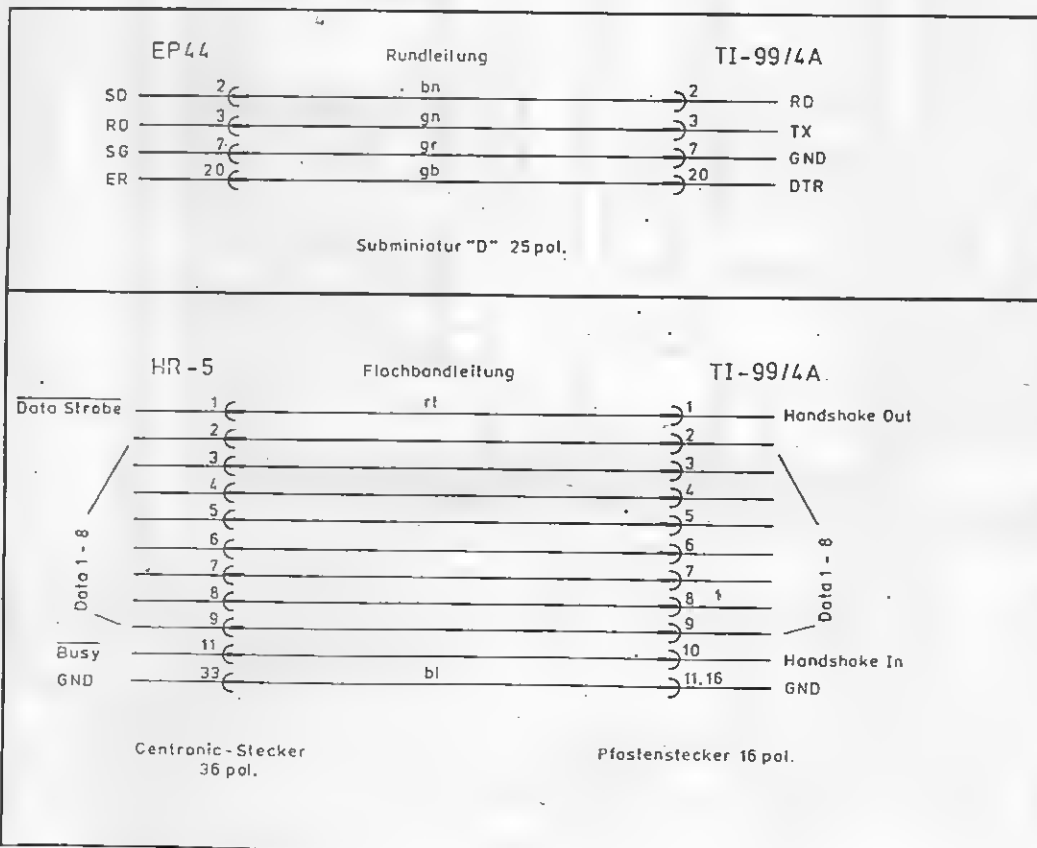 EP44 Rundleitung TI-99/4A
SD 2 bn 2 RD
RD 3 gn 3 TX
SG 7 gr 7 GND
ER 20 gb 20 DTR
Subminiatur "D" 25 pol.
HR-5 Flachbandleitung TI-99/4A
Data Strobe 1 rt 1 Handshake Out
2 2
3 3
4 4
5 5
6 6
7 7
8 8
9 9
Data 1 - 8 Data 1 - 8
Busy 11 10 Handshake In
GND 33 bl 11.16 GND
Centronic-Stecker Pfostenstecker 16 pol.
36 pol.